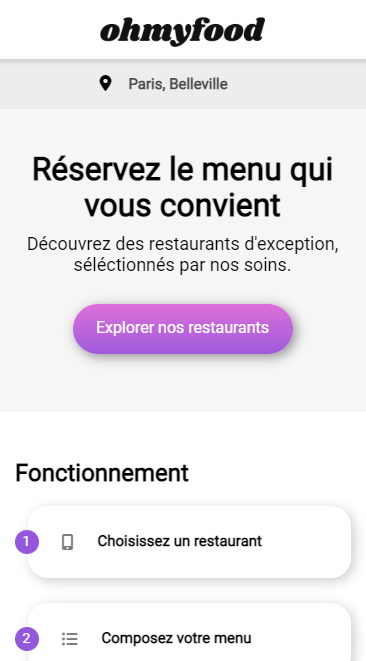 ohmyfood
Paris, Belleville
Réservez le menu qui
vous convient
Découvrez des restaurants d'exception,
séléctionnés par nos soins.
Explorer nos restaurants
Fonctionnement
1 Choisissez un restaurant
2 Composez votre menu